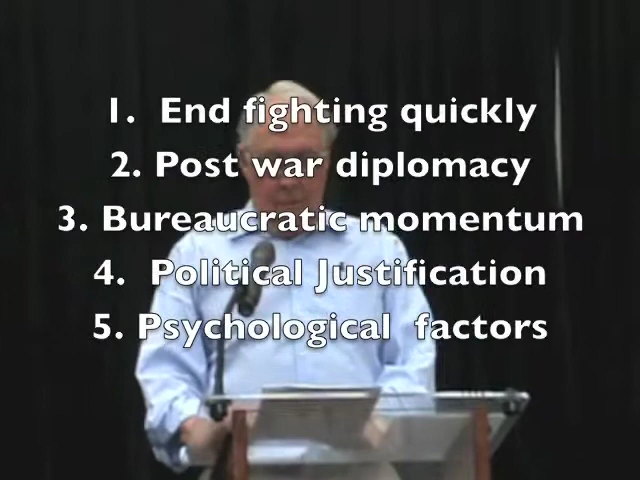 1. End fighting quickly
2. Post war diplomacy
3. Bureaucratic momentum
4. Political Justification
5. Psychological factors